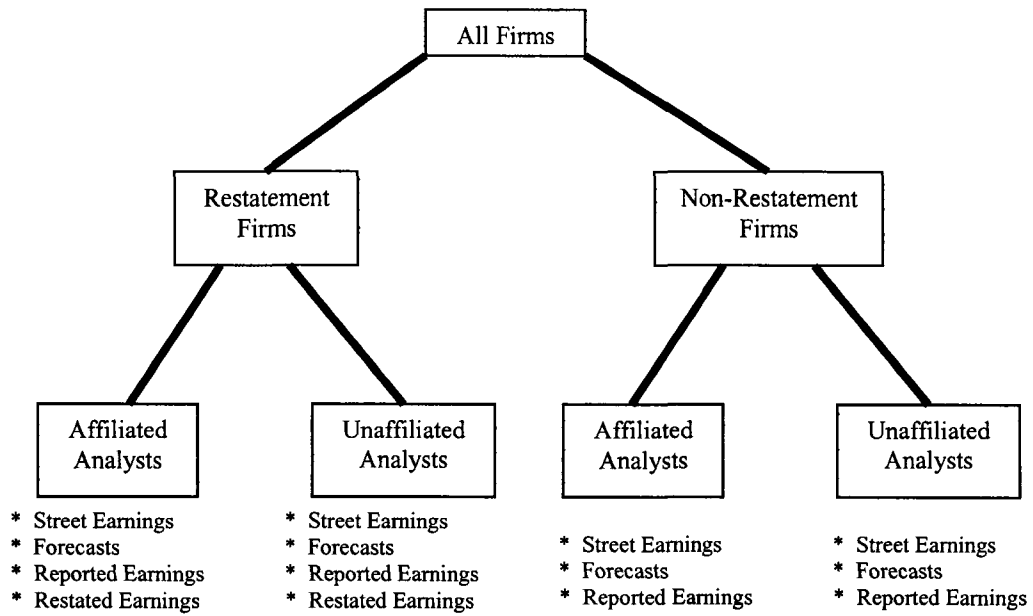 All Firms
Restatement
Firms
Non-Restatement
Firms
Affiliated
Analysts
Unaffiliated
Analysts
Affiliated
Analysts
Unaffiliated
Analysts
* Street Earnings
* Forecasts
* Reported Earnings
* Restated Earnings
* Street Earnings
* Forecasts
* Reported Earnings
* Restated Earnings
* Street Earnings
* Forecasts
* Reported Earnings
* Street Earnings
* Forecasts
* Reported Earnings